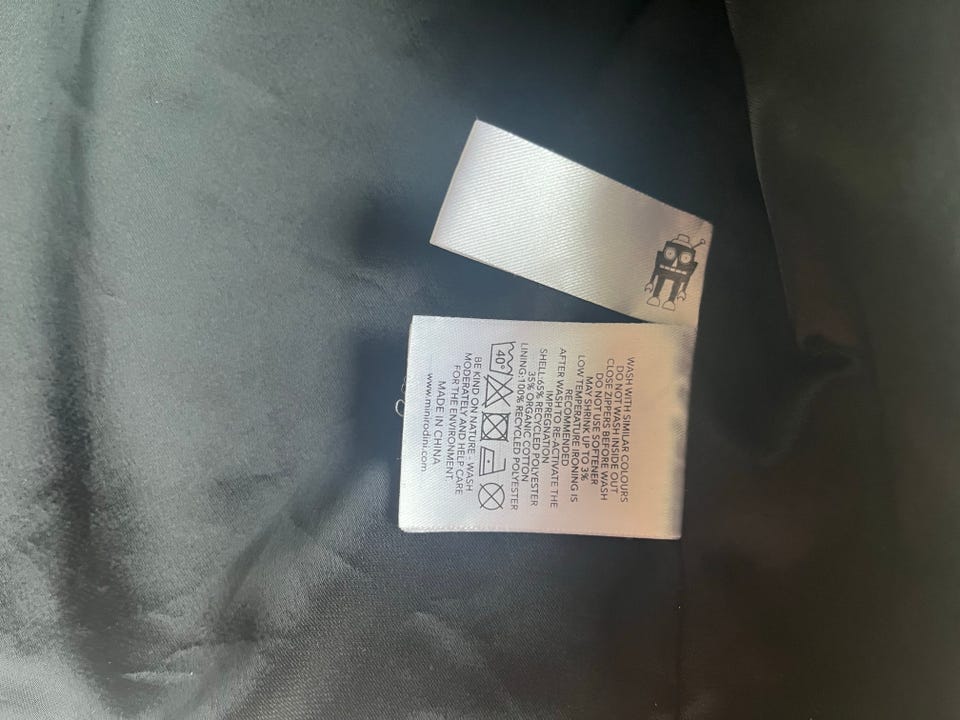 WASH WITH SIMILAR COLOURS
DO NOT WASH INSIDE OUT
CLOSE ZIPPERS BEFORE WASH
DO NOT USE SOFTENER
MAY SHRINK UP TO 3%
LOW TEMPERATURE IRONING IS
RECOMMENDED
AFTER WASH TO RE-ACTIVATE THE
IMPREGNATION
SHELL:65% RECYCLED POLYESTER
35% ORGANIC COTTON
LINING:100% RECYCLED POLYESTER
40°
BE KIND ON NATURE - WASH
MODERATELY AND HELP CARE
FOR THE ENVIRONMENT
MADE IN CHINA
www.minirodini.com